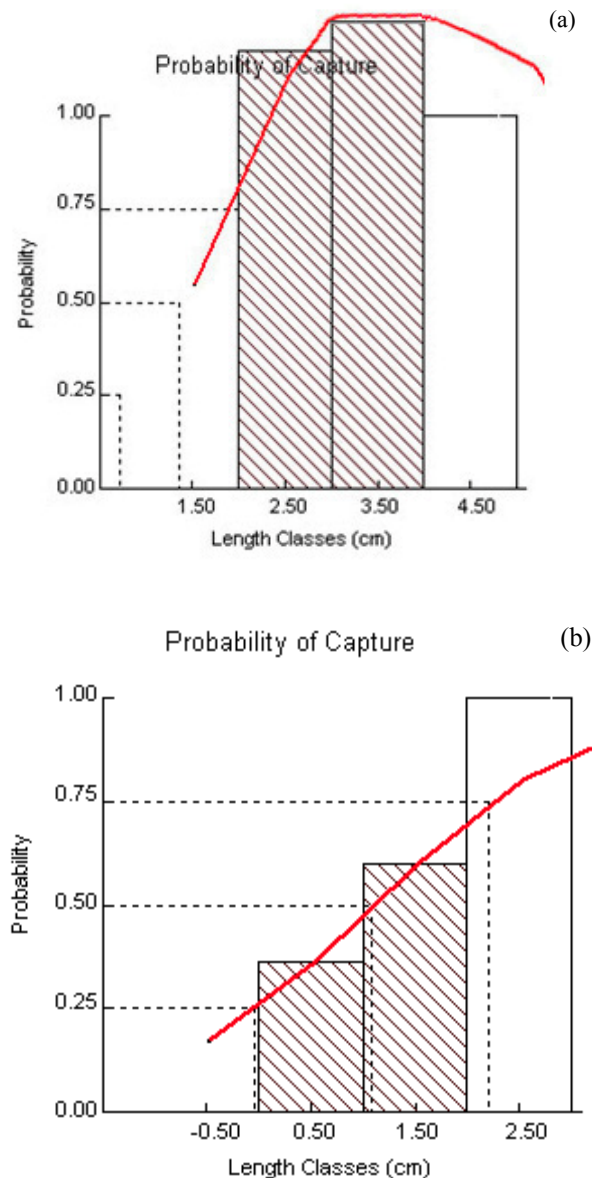 (a)
Probability of Capture
1.00
0.75
0.50
0.25
0.00
Probability
1.50 2.50 3.50 4.50
Length Classes (cm)
Probability of Capture (b)
1.00
0.75
0.50
0.25
0.00
Probability
-0.50 0.50 1.50 2.50
Length Classes (cm)